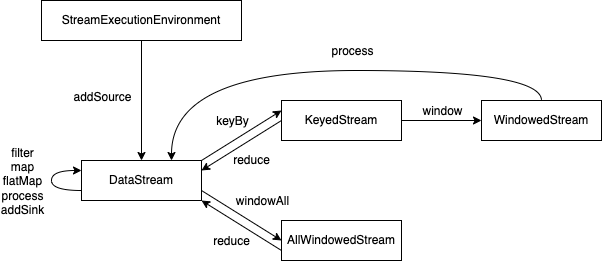 StreamExecutionEnvironment
process
addSource
keyBy
KeyedStream
window
WindowedStream
reduce
filter
map
flatMap
process
addSink
DataStream
windowAll
reduce
AllWindowedStream